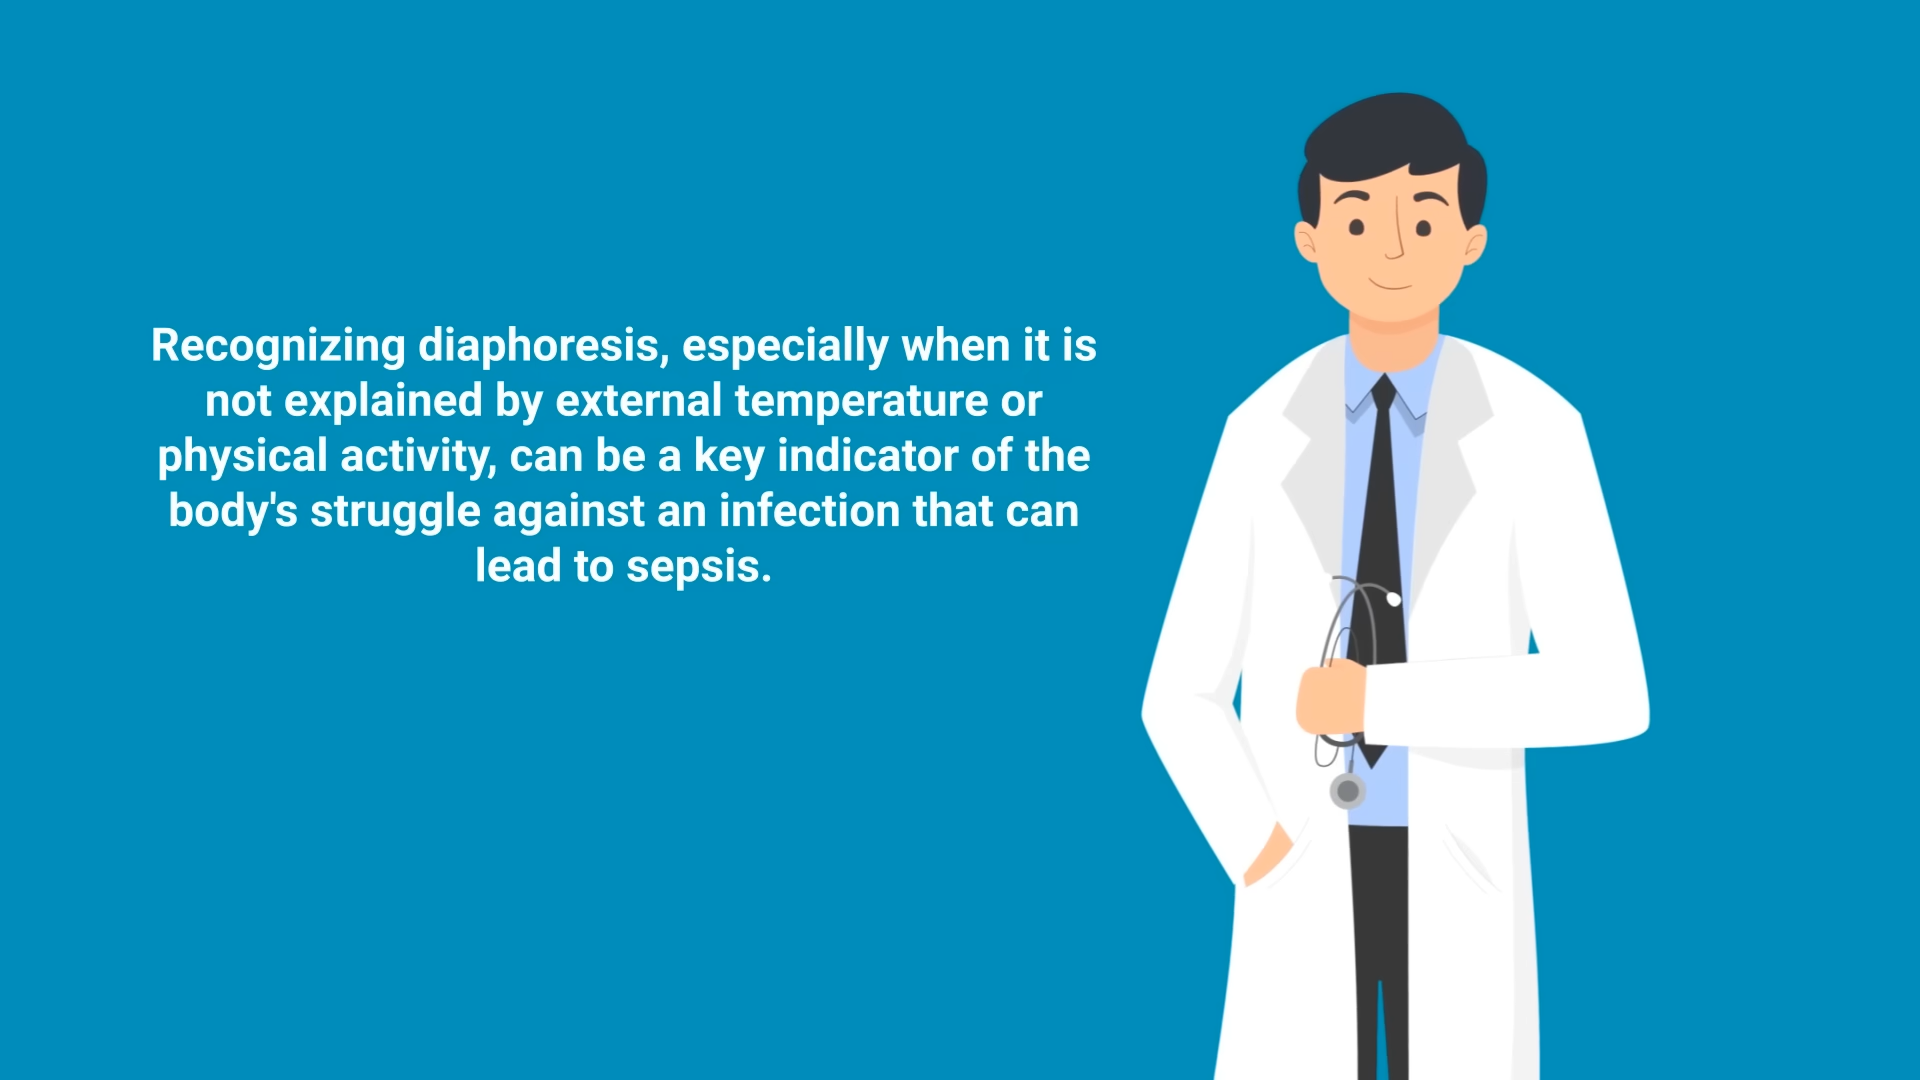 Recognizing diaphoresis, especially when it is
not explained by external temperature or
physical activity, can be a key indicator of the
body's struggle against an infection that can
lead to sepsis.